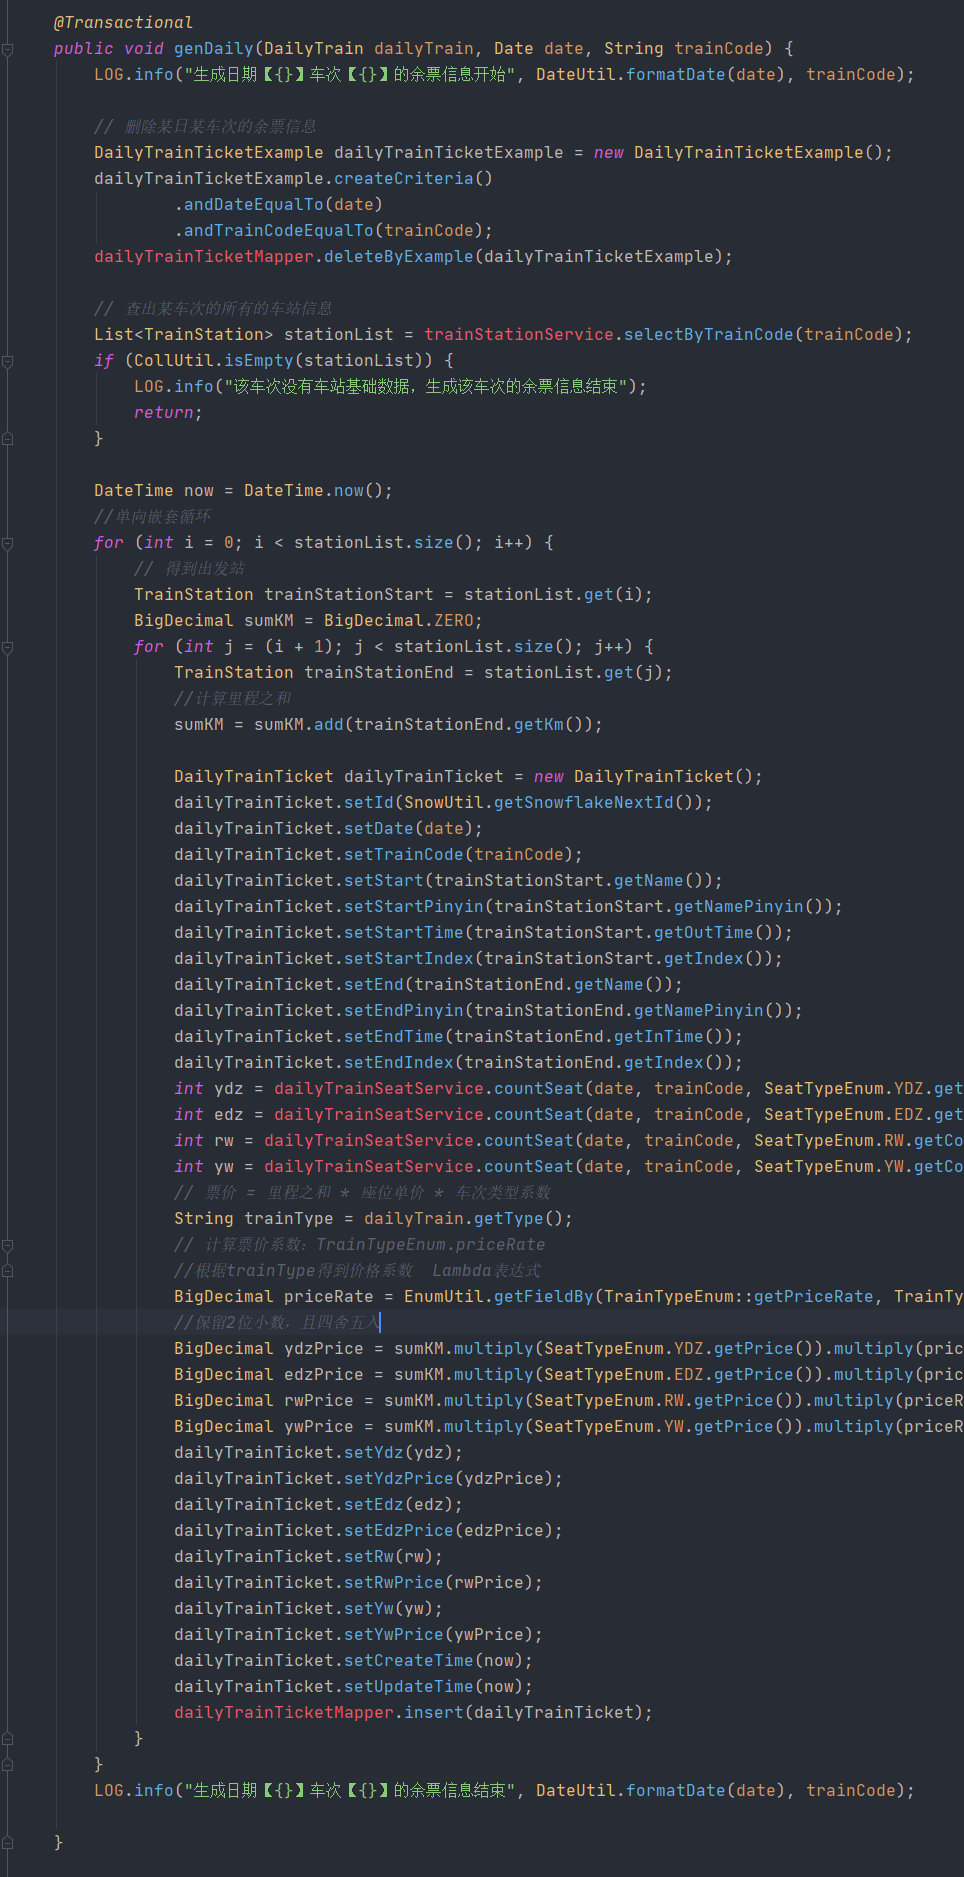 @Transactional
public void genDaily(DailyTrain dailyTrain, Date date, String trainCode) {
LOG.info("生成日期【{}】车次【{}】的余票信息开始", DateUtil.formatDate(date), trainCode);
// 删除某日某车次的余票信息
DailyTrainTicketExample dailyTrainTicketExample = new DailyTrainTicketExample();
dailyTrainTicketExample.createCriteria()
.andDateEqualTo(date)
.andTrainCodeEqualTo(trainCode);
dailyTrainTicketMapper.deleteByExample(dailyTrainTicketExample);
// 查出某车次的所有的车站信息
List<TrainStation> stationList = trainStationService.selectByTrainCode(trainCode);
if (CollUtil.isEmpty(stationList)) {
LOG.info("该车次没有车站基础数据，生成该车次的余票信息结束");
return;
}
DateTime now = DateTime.now();
//单向嵌套循环
for (int i = 0; i < stationList.size(); i++) {
// 得到出发站
TrainStation trainStationStart = stationList.get(i);
BigDecimal sumKM = BigDecimal.ZERO;
for (int j = (i + 1); j < stationList.size(); j++) {
TrainStation trainStationEnd = stationList.get(j);
//计算里程之和
sumKM = sumKM.add(trainStationEnd.getKm());
DailyTrainTicket dailyTrainTicket = new DailyTrainTicket();
dailyTrainTicket.setId(SnowUtil.getSnowflakeNextId());
dailyTrainTicket.setDate(date);
dailyTrainTicket.setTrainCode(trainCode);
dailyTrainTicket.setStart(trainStationStart.getName());
dailyTrainTicket.setStartPinyin(trainStationStart.getNamePinyin());
dailyTrainTicket.setStartTime(trainStationStart.getOutTime());
dailyTrainTicket.setStartIndex(trainStationStart.getIndex());
dailyTrainTicket.setEnd(trainStationEnd.getName());
dailyTrainTicket.setEndPinyin(trainStationEnd.getNamePinyin());
dailyTrainTicket.setEndTime(trainStationEnd.getInTime());
dailyTrainTicket.setEndIndex(trainStationEnd.getIndex());
int ydz = dailyTrainSeatService.countSeat(date, trainCode, SeatTypeEnum.YDZ.get
int edz = dailyTrainSeatService.countSeat(date, trainCode, SeatTypeEnum.EDZ.get
int rw = dailyTrainSeatService.countSeat(date, trainCode, SeatTypeEnum.RW.getCo
int yw = dailyTrainSeatService.countSeat(date, trainCode, SeatTypeEnum.YW.getCo
// 票价 = 里程之和 * 座位单价 * 车次类型系数
String trainType = dailyTrain.getType();
// 计算票价系数：TrainTypeEnum.priceRate
//根据trainType得到价格系数  Lambda表达式
BigDecimal priceRate = EnumUtil.getFieldBy(TrainTypeEnum::getPriceRate, TrainTy
//保留2位小数，且四舍五入
BigDecimal ydzPrice = sumKM.multiply(SeatTypeEnum.YDZ.getPrice()).multiply(pric
BigDecimal edzPrice = sumKM.multiply(SeatTypeEnum.EDZ.getPrice()).multiply(pric
BigDecimal rwPrice = sumKM.multiply(SeatTypeEnum.RW.getPrice()).multiply(priceR
BigDecimal ywPrice = sumKM.multiply(SeatTypeEnum.YW.getPrice()).multiply(priceR
dailyTrainTicket.setYdz(ydz);
dailyTrainTicket.setYdzPrice(ydzPrice);
dailyTrainTicket.setEdz(edz);
dailyTrainTicket.setEdzPrice(edzPrice);
dailyTrainTicket.setRw(rw);
dailyTrainTicket.setRwPrice(rwPrice);
dailyTrainTicket.setYw(yw);
dailyTrainTicket.setYwPrice(ywPrice);
dailyTrainTicket.setCreateTime(now);
dailyTrainTicket.setUpdateTime(now);
dailyTrainTicketMapper.insert(dailyTrainTicket);
}
}
LOG.info("生成日期【{}】车次【{}】的余票信息结束", DateUtil.formatDate(date), trainCode);
}